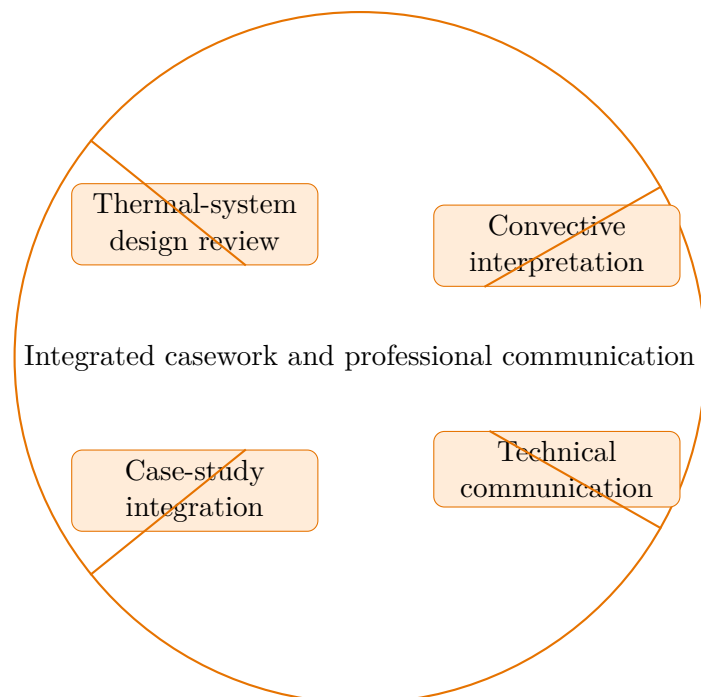 Thermal-system
design review
Convective
interpretation
Integrated casework and professional communication
Case-study
integration
Technical
communication